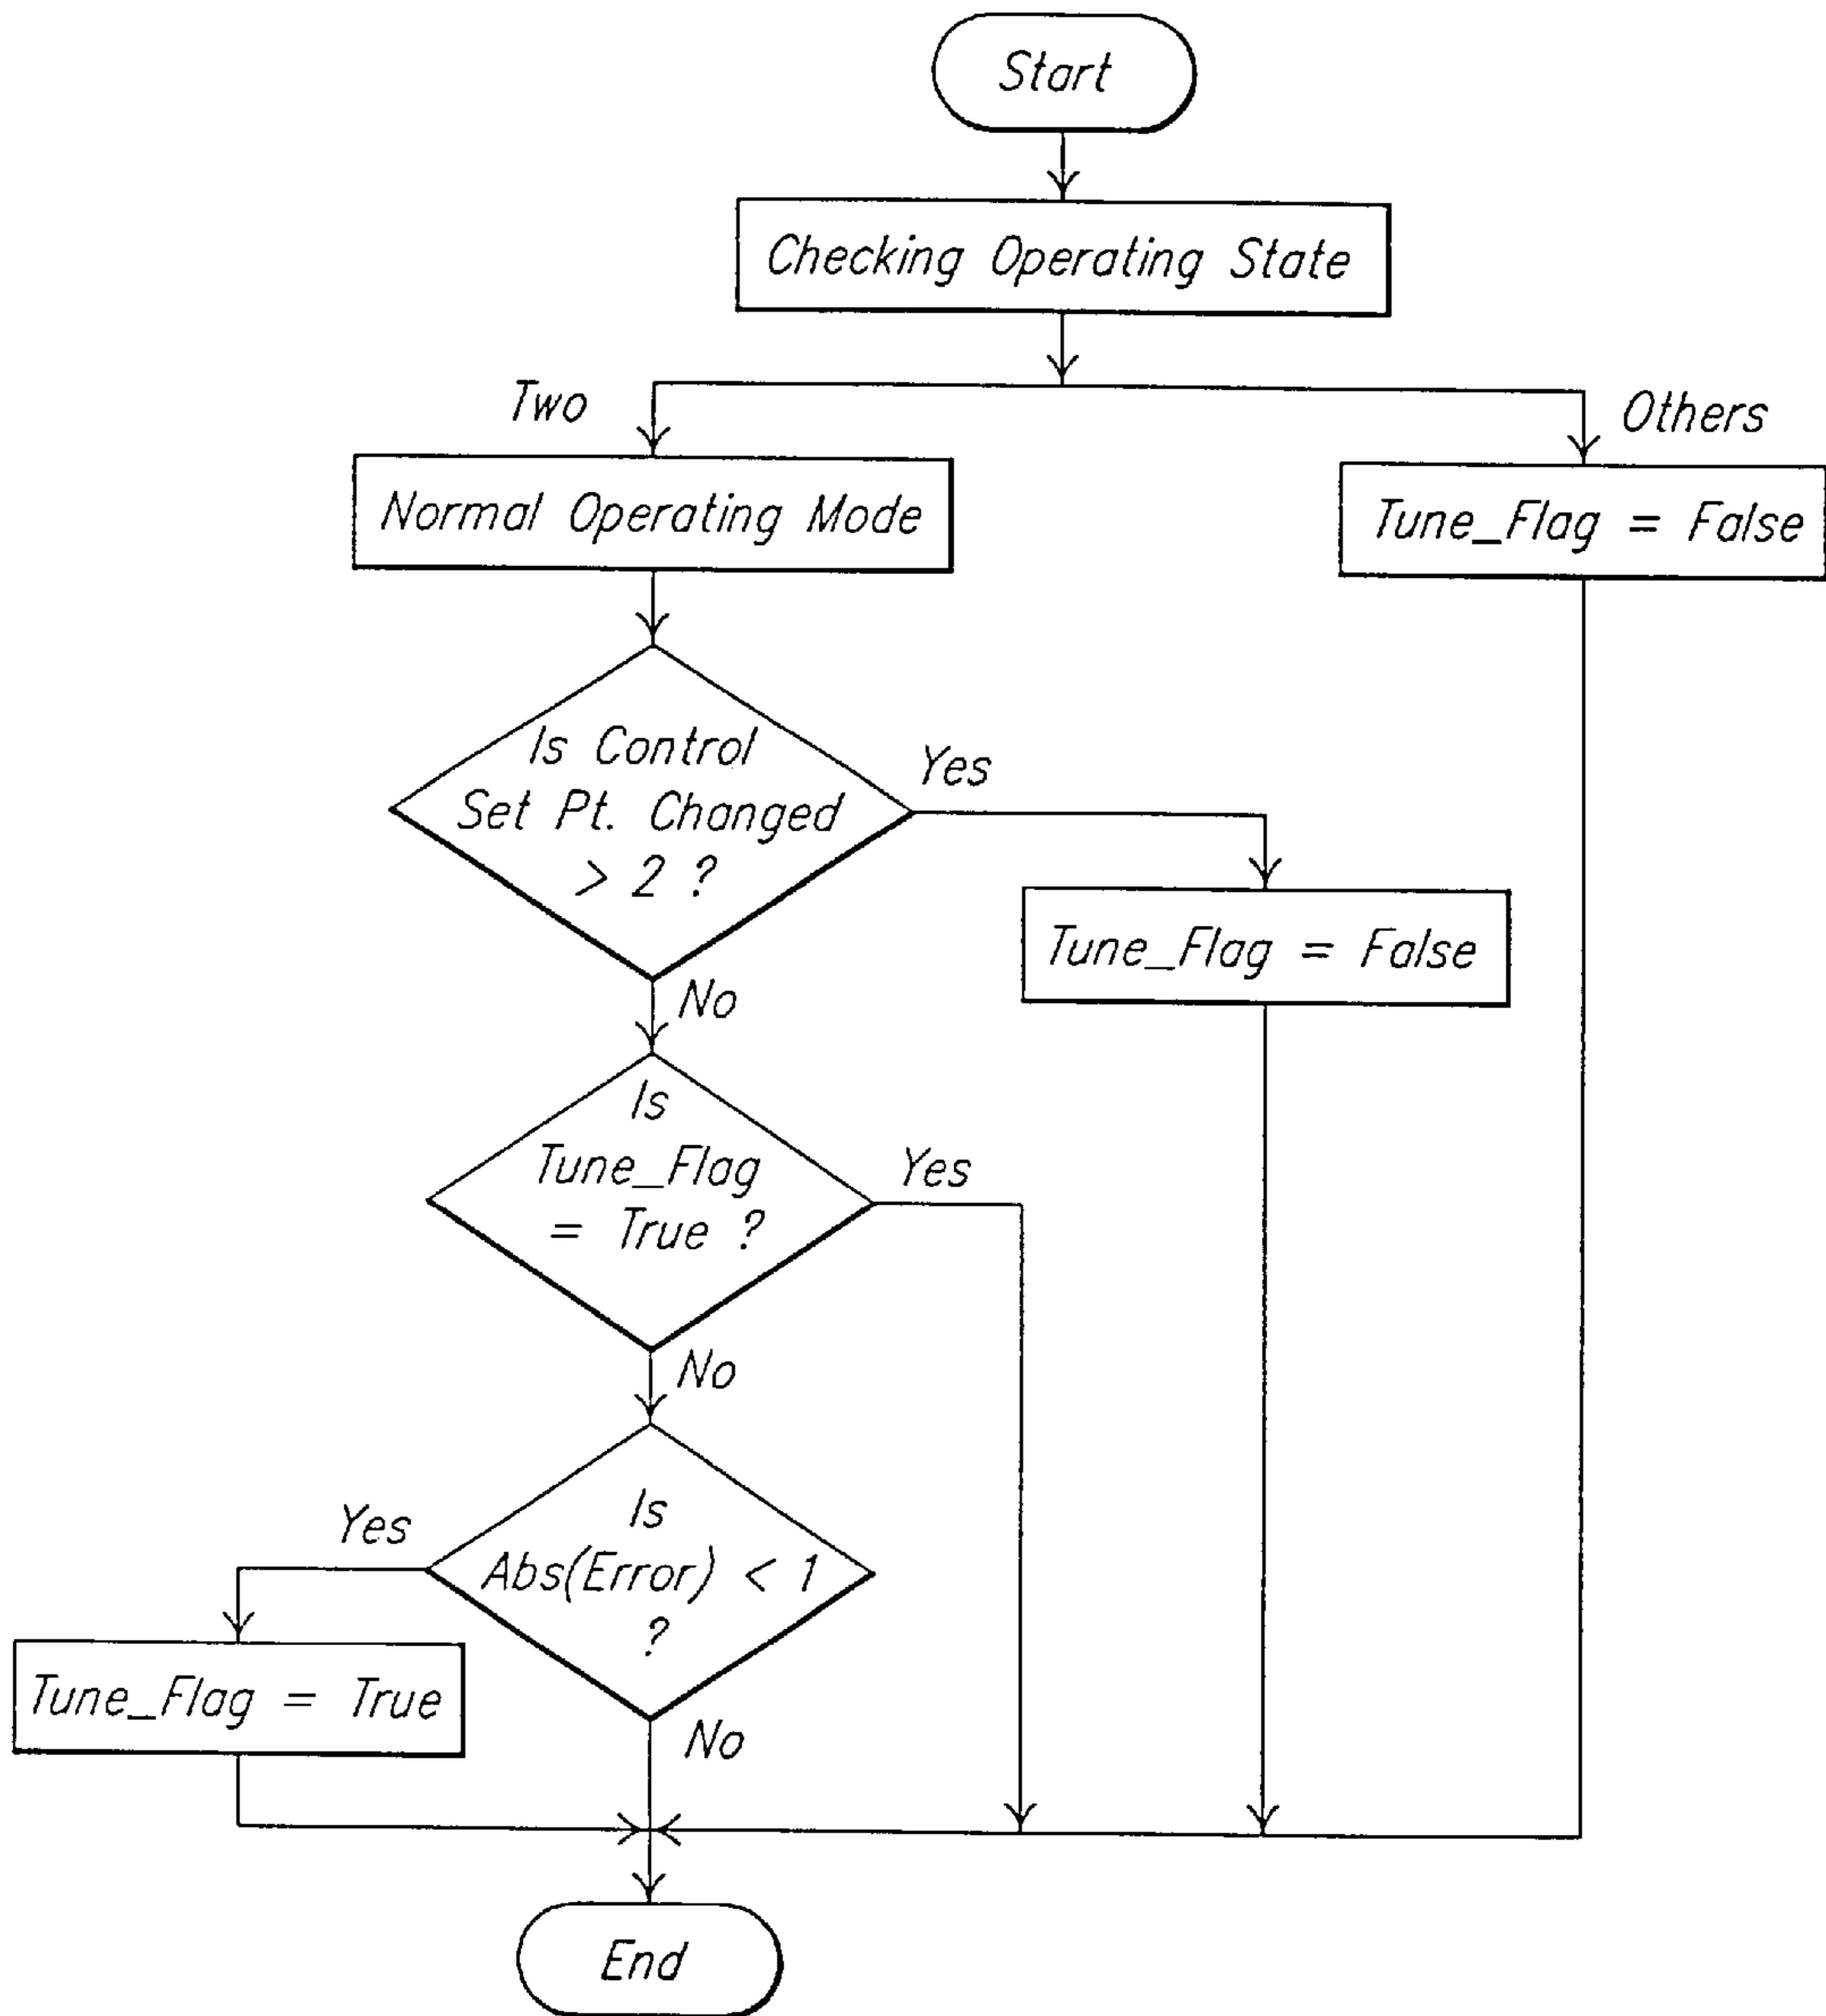 Start
Checking Operating State
Two
Others
Normal Operating Mode
Tune_Flag = False
Is Control
Set Pt. Changed
> 2 ?
Yes
Tune_Flag = False
No
Is
Tune_Flag
= True ?
Yes
No
Is
Abs(Error) < 1
?
Yes
Tune_Flag = True
No
End